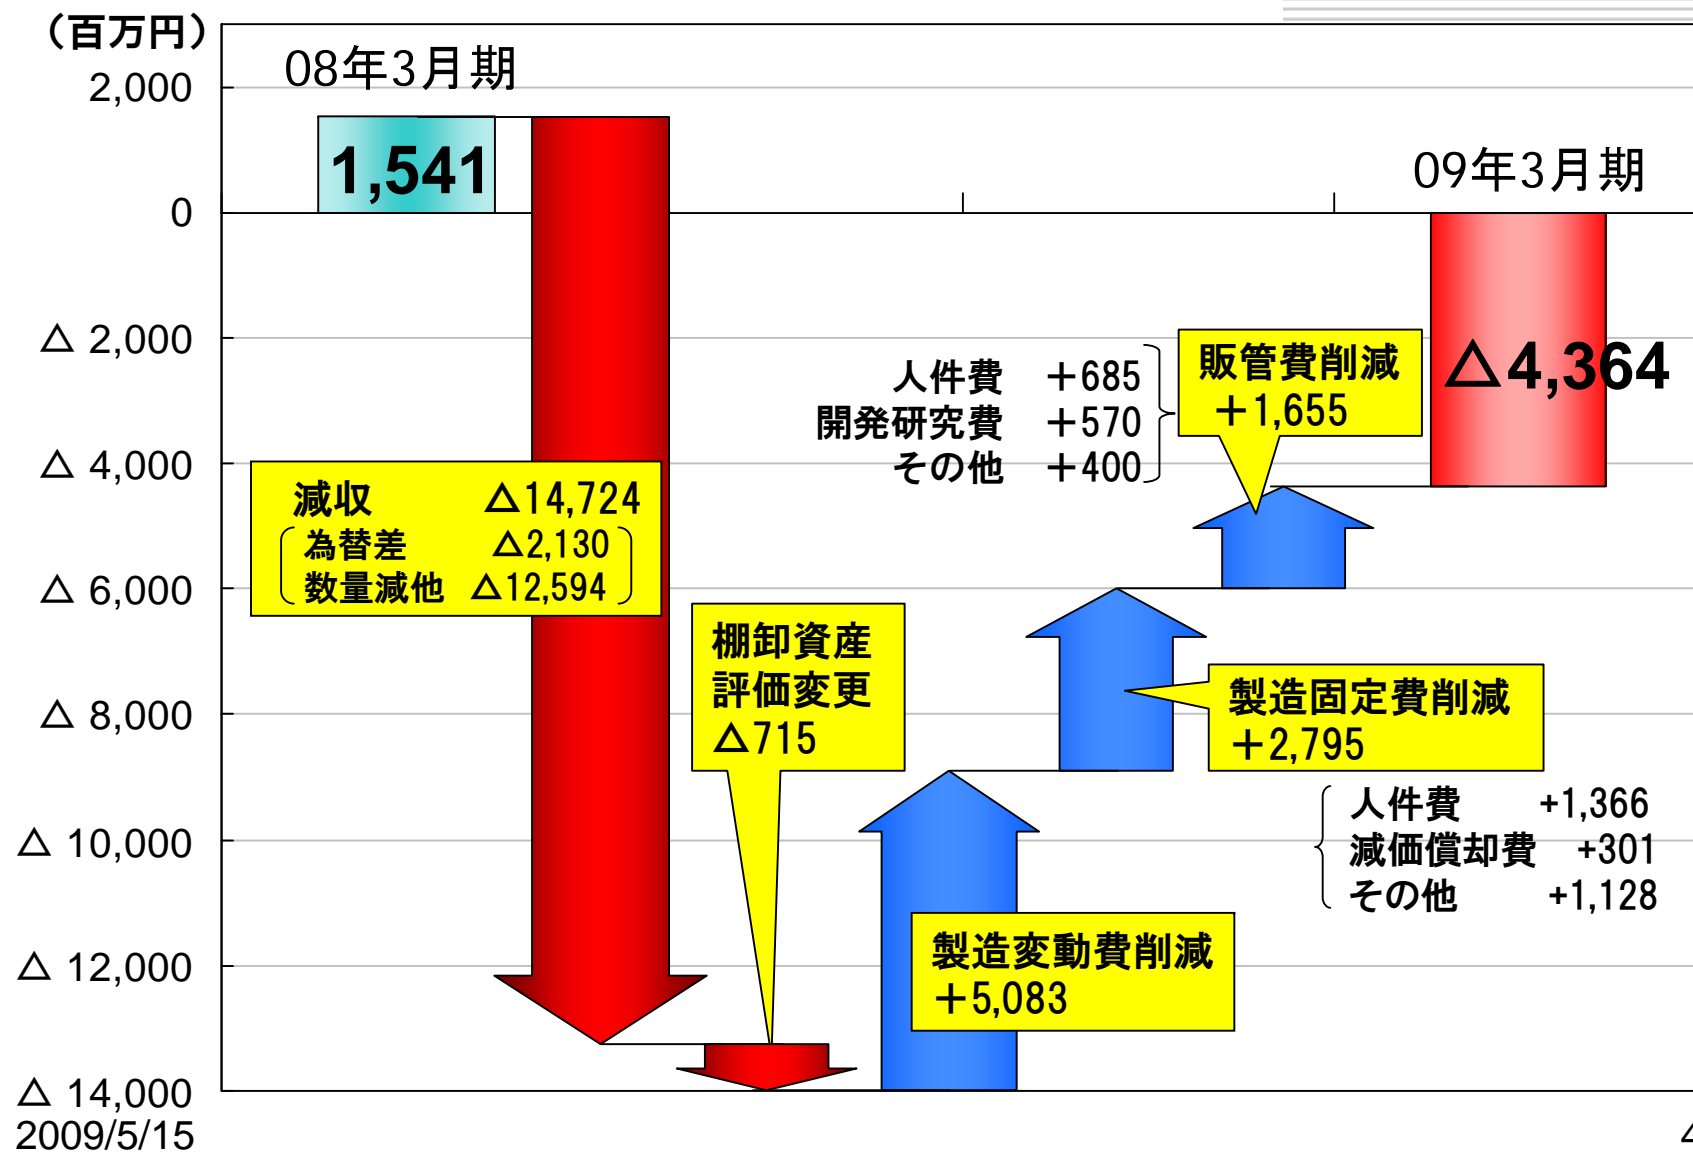 （百万円）
2,000
0
△ 2,000
△ 4,000
△ 6,000
△ 8,000
△ 10,000
△ 12,000
△ 14,000
2009/5/15
08年3月期
1,541
09年3月期
△4,364
減収 △14,724
為替差 △2,130
数量減他 △12,594
棚卸資産
評価変更
△715
製造変動費削減
＋5,083
製造固定費削減
＋2,795
人件費 +1,366
減価償却費 +301
その他 +1,128
販管費削減
＋1,655
人件費 ＋685
開発研究費 ＋570
その他 ＋400